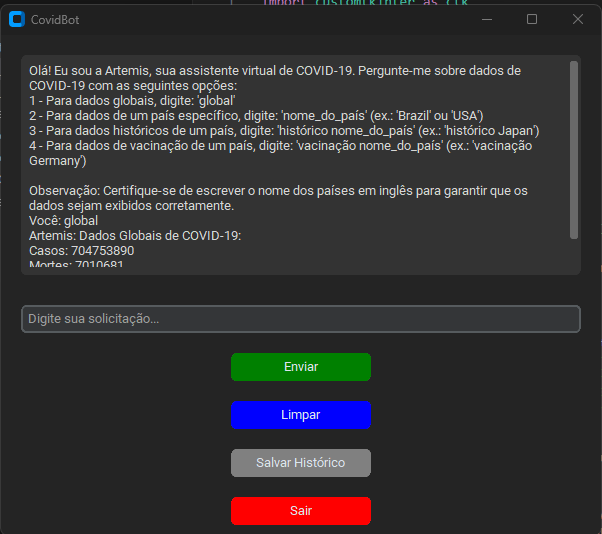 import customtkinter as ctk
CovidBot
Olá! Eu sou a Artemis, sua assistente virtual de COVID-19. Pergunte-me sobre dados de
COVID-19 com as seguintes opções:
1 - Para dados globais, digite: 'global'
2 - Para dados de um país específico, digite: 'nome_do_país' (ex.: 'Brazil' ou 'USA')
3 - Para dados históricos de um país, digite: 'histórico nome_do_país' (ex.: 'histórico Japan')
4 - Para dados de vacinação de um país, digite: 'vacinação nome_do_país' (ex.: 'vacinação
Germany')
Observação: Certifique-se de escrever o nome dos países em inglês para garantir que os
dados sejam exibidos corretamente.
Você: global
Artemis: Dados Globais de COVID-19:
Casos: 704753890
Mortes: 7010681
Digite sua solicitação...
Enviar
Limpar
Salvar Histórico
Sair